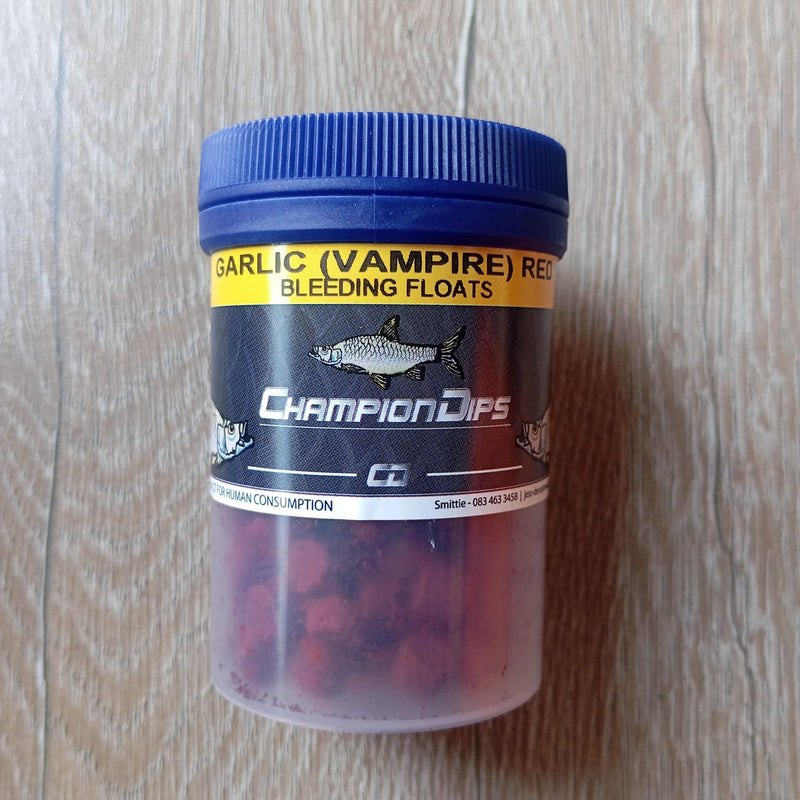 GARLIC (VAMPIRE) RED
BLEEDING FLOATS
CHAMPIONDIPS
CD
FOR HUMAN CONSUMPTION
Smittie - 083 463 3458 |